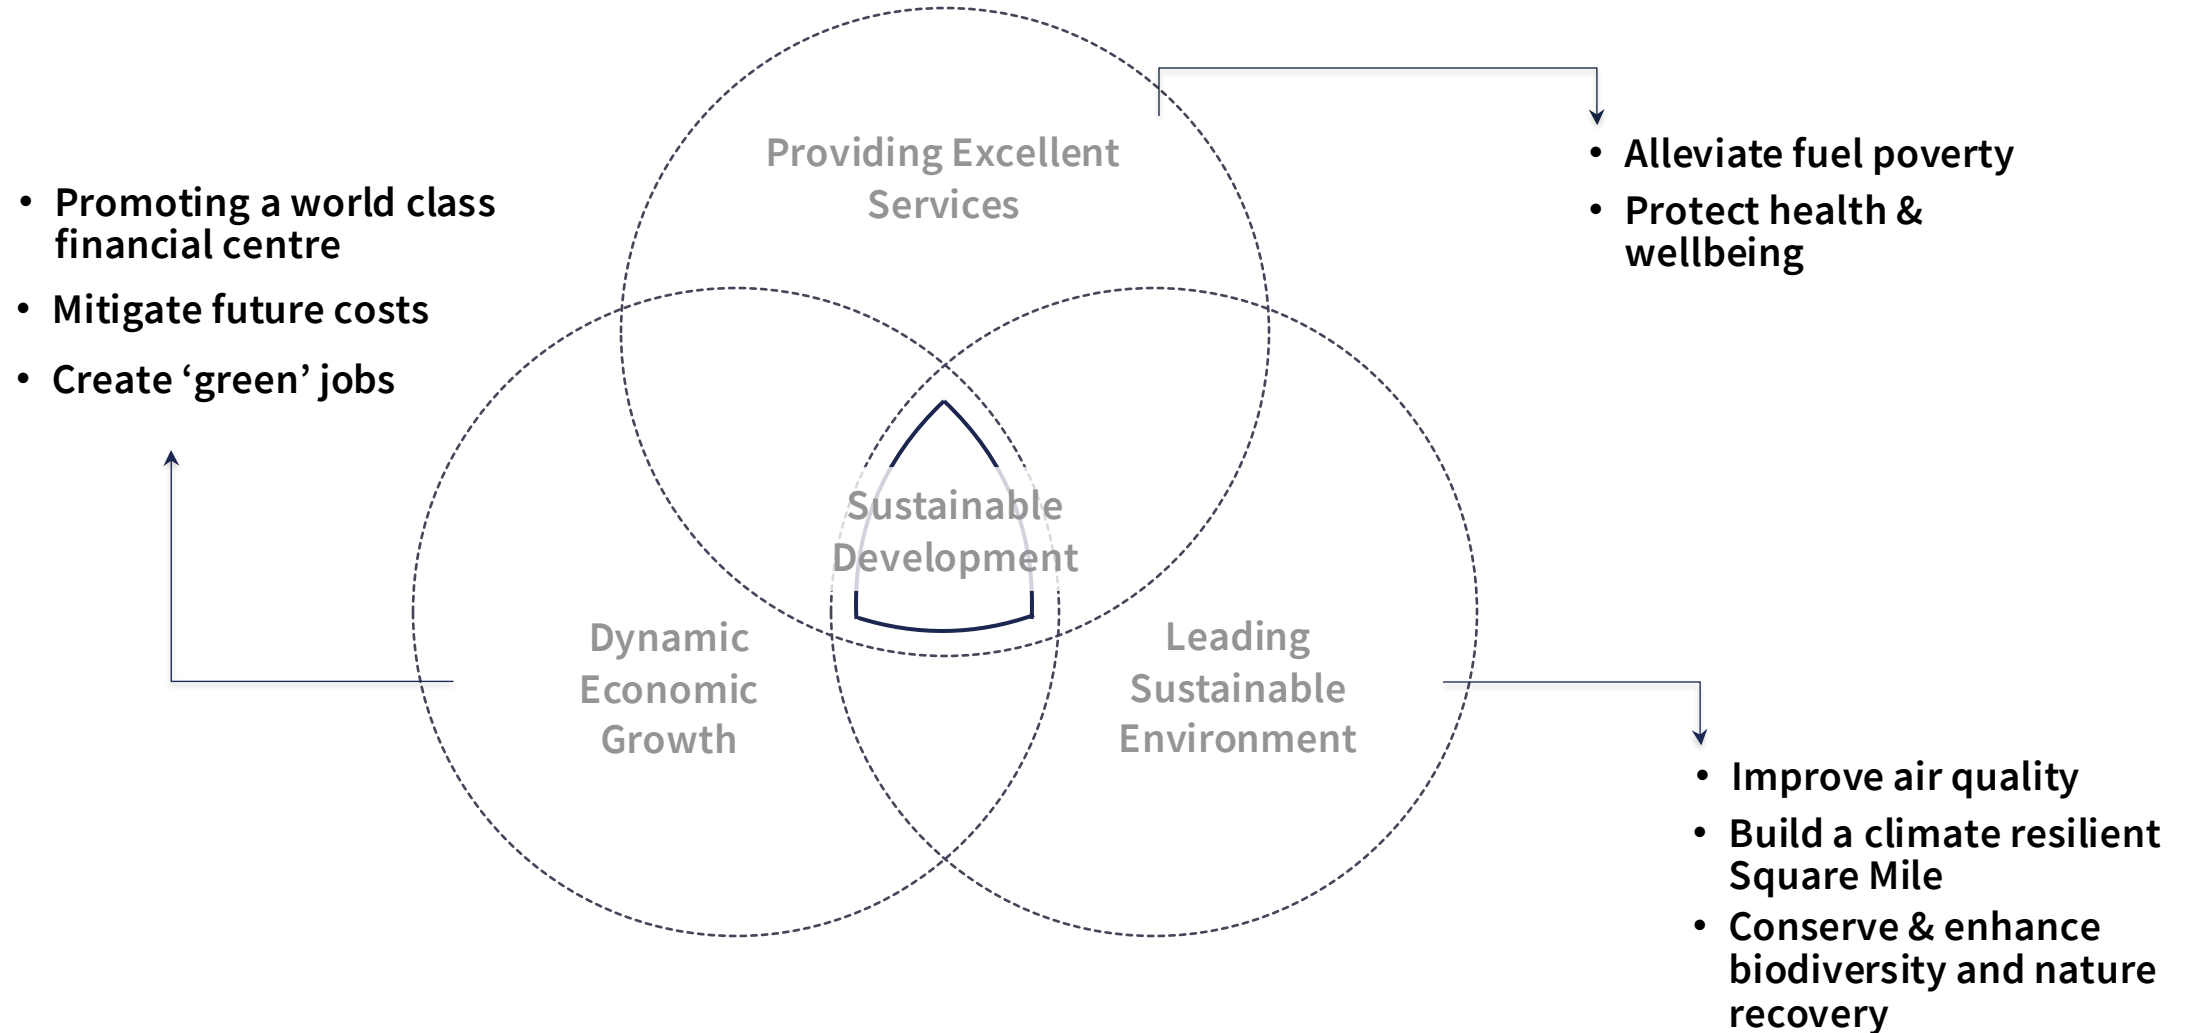 Providing Excellent
Services
• Alleviate fuel poverty
• Protect health &
wellbeing
• Promoting a world class
financial centre
• Mitigate future costs
• Create ‘green’ jobs
Sustainable
Development
Dynamic
Economic
Growth
Leading
Sustainable
Environment
• Improve air quality
• Build a climate resilient
Square Mile
• Conserve & enhance
biodiversity and nature
recovery